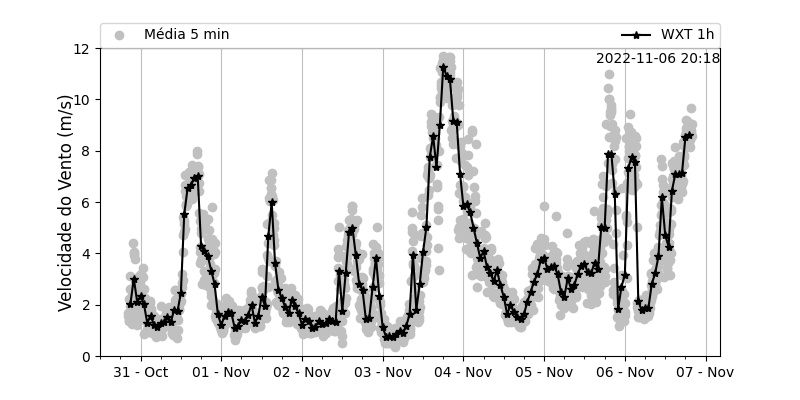 Média 5 min
WXT 1h
2022-11-06 20:18
Velocidade do Vento (m/s)
12
10
8
6
4
2
0
31 - Oct
01 - Nov
02 - Nov
03 - Nov
04 - Nov
05 - Nov
06 - Nov
07 - Nov